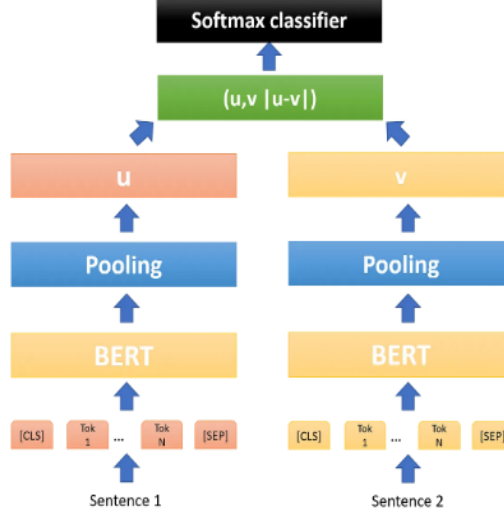 Softmax classifier
(u,v |u-v|)
u
v
Pooling
Pooling
BERT
BERT
[CLS] Tok 1 ... Tok N [SEP]
[CLS] Tok 1 ... Tok N [SEP]
Sentence 1
Sentence 2